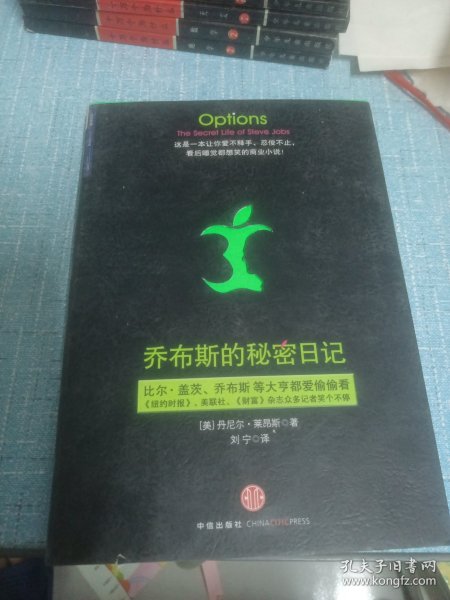 Options
The Secret Life of Steve Jobs
这是一本让你爱不释手，忍俊不止，
看后睡觉都想笑的商业小说！
乔布斯的秘密日记
比尔·盖茨、乔布斯 等大亨都爱偷偷看
《纽约时报》、美联社、《财富》杂志众多记者笑个不停
［美］丹尼尔·莱昂斯◎著
刘宁◎译
中信出版社 CHINACITICPRESS
孔夫子旧书网
www.kongfz.com